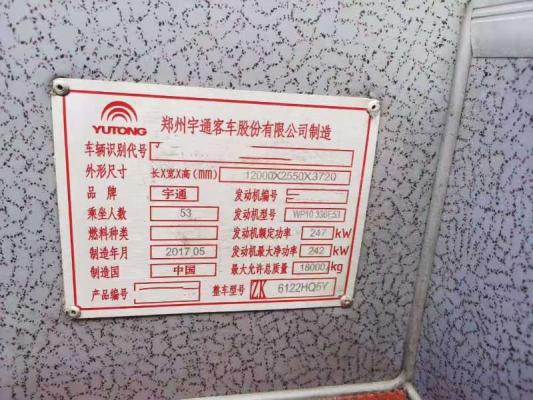 YUTONG
郑州宇通客车股份有限公司制造
车辆识别代号
外形尺寸 长X宽X高(mm) 12000X2550X3720
品牌 宇通 发动机编号
乘坐人数 53 发动机型号 WP10.336E53
燃料种类 发动机额定功率 247 kW
制造年月 2017.05 发动机最大净功率 242 kW
制造国 中国 最大允许总质量 18000 kg
产品编号 整车型号 ZK 6122HQ5Y